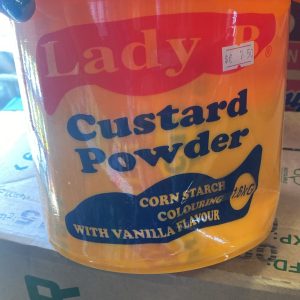 Lady B®
Custard
Powder
CORN STARCH
COLOURING
WITH VANILLA FLAVOUR